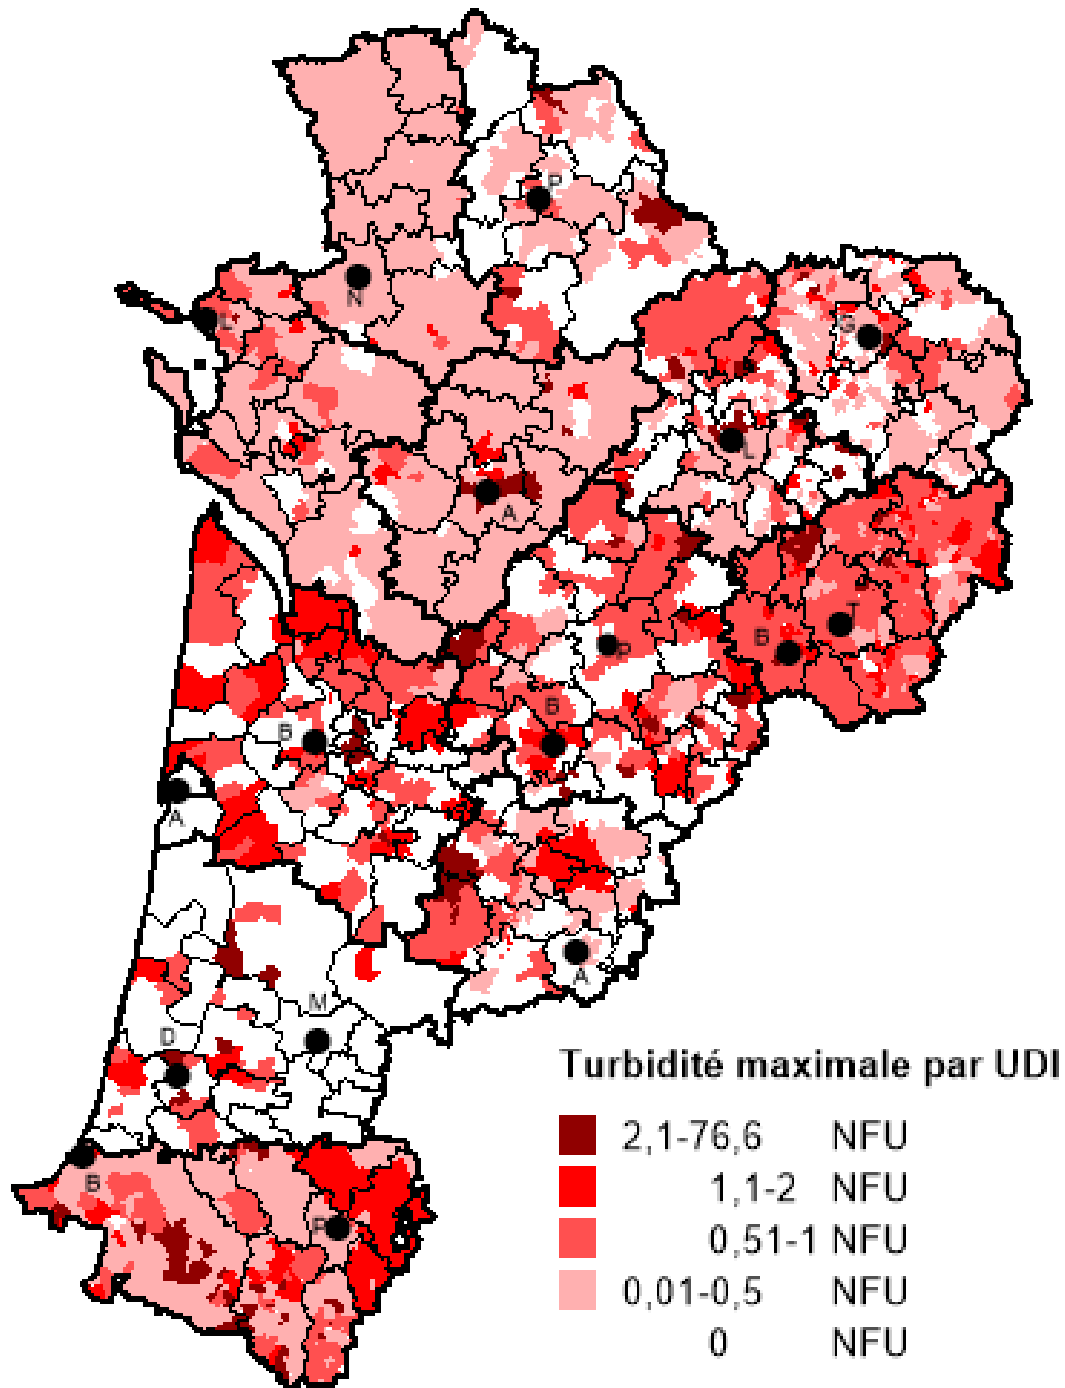 P
N
L
G
L
A
T
B
P
B
B
A
A
M
D
B
P
Turbidité maximale par UDI
2,1-76,6 NFU
1,1-2 NFU
0,51-1 NFU
0,01-0,5 NFU
0 NFU